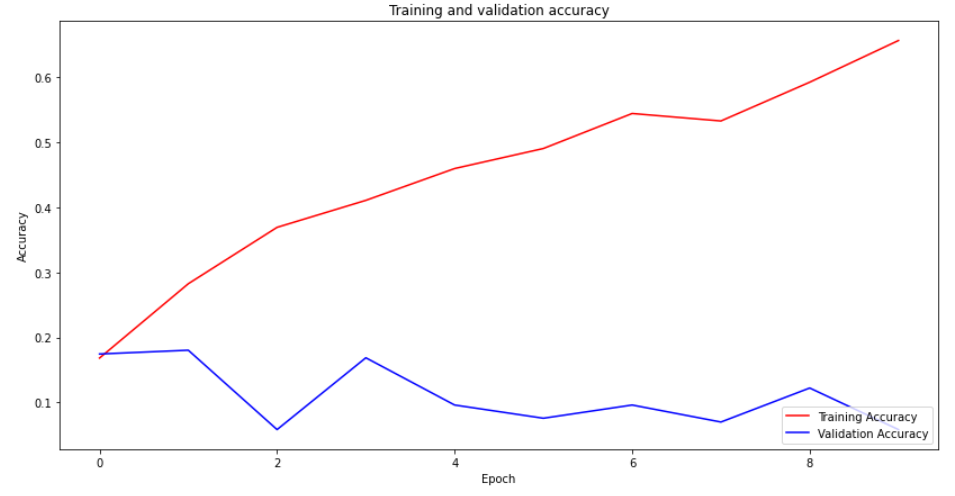 Training and validation accuracy
Accuracy
0.6
0.5
0.4
0.3
0.2
0.1
Training Accuracy
Validation Accuracy
0 2 4 6 8
Epoch